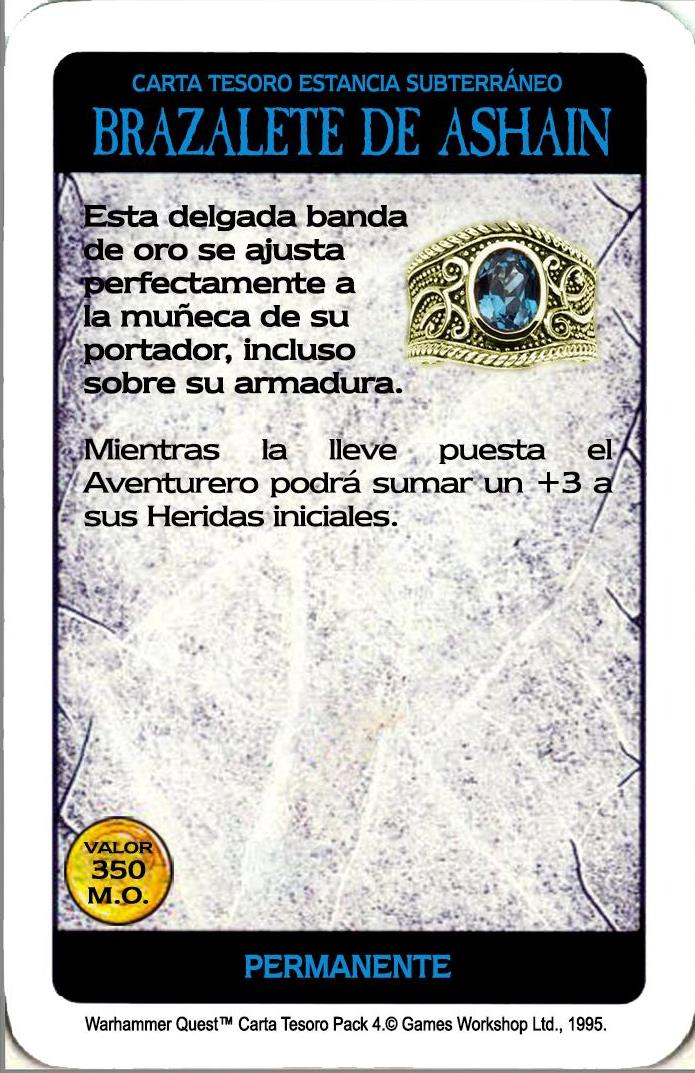 CARTA TESORO ESTANCIA SUBTERRÁNEO
BRAZALETE DE ASHAIN
Esta delgada banda
de oro se ajusta
perfectamente a
la muñeca de su
portador, incluso
sobre su armadura.
Mientras la lleve puesta el
Aventurero podrá sumar un +3 a
sus Heridas iniciales.
VALOR
350
M.O.
PERMANENTE
Warhammer Quest™ Carta Tesoro Pack 4.© Games Workshop Ltd., 1995.